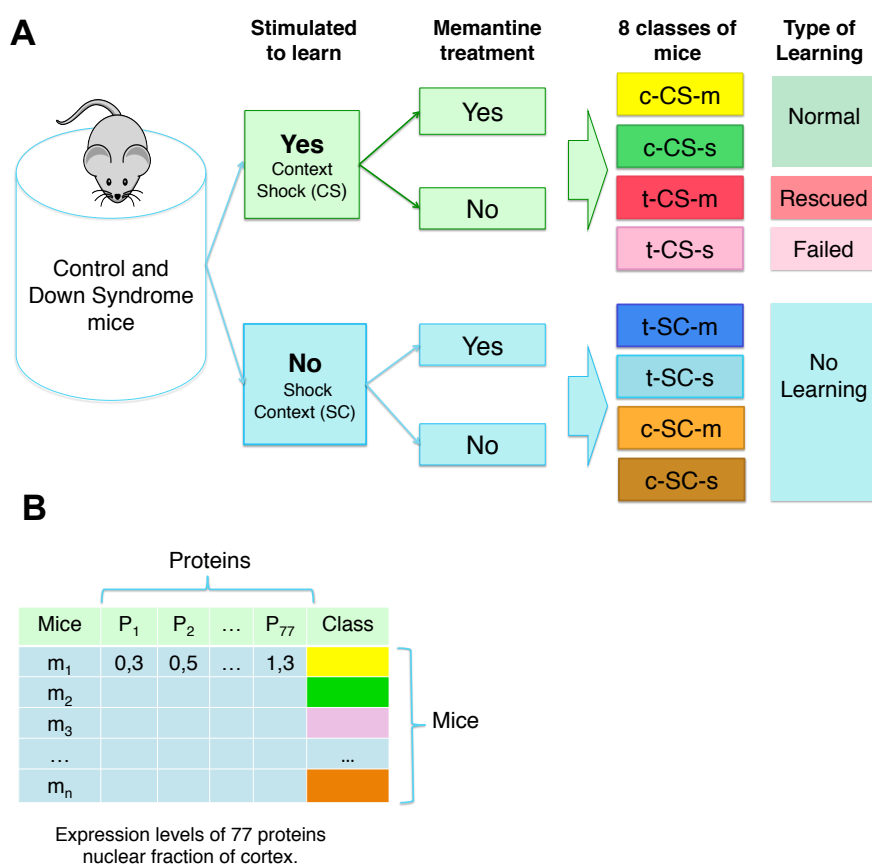 A
Stimulated
to learn
Memantine
treatment
8 classes of
mice
Type of
Learning
Control and
Down Syndrome
mice
Yes
Context
Shock (CS)
Yes
No
c-CS-m
c-CS-s
t-CS-m
t-CS-s
Normal
Rescued
Failed
No
Shock
Context (SC)
Yes
No
t-SC-m
t-SC-s
c-SC-m
c-SC-s
No
Learning
B
Proteins
Mice P1 P2 … P77 Class
m1 0,3 0,5 … 1,3
m2
m3
… ...
mn
Mice
Expression levels of 77 proteins
nuclear fraction of cortex.